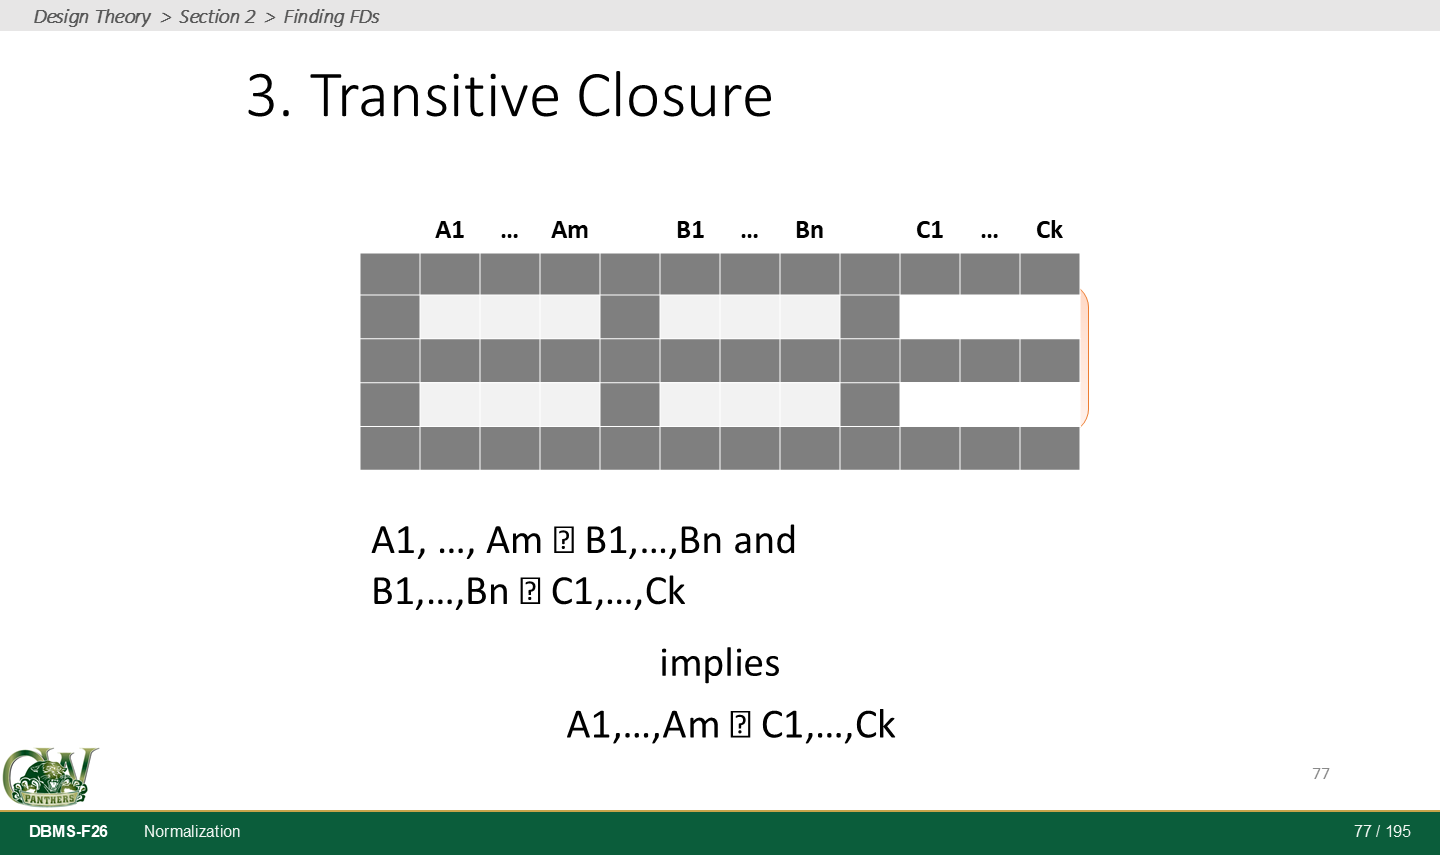 Design Theory > Section 2 > Finding FDs
3. Transitive Closure
A1 … Am B1 … Bn C1 … Ck
A1, …, Am ⍰ B1,…,Bn and
B1,…,Bn ⍰ C1,…,Ck
implies
A1,…,Am ⍰ C1,…,Ck
77
OW
PANTHERS
DBMS-F26 Normalization 77 / 195